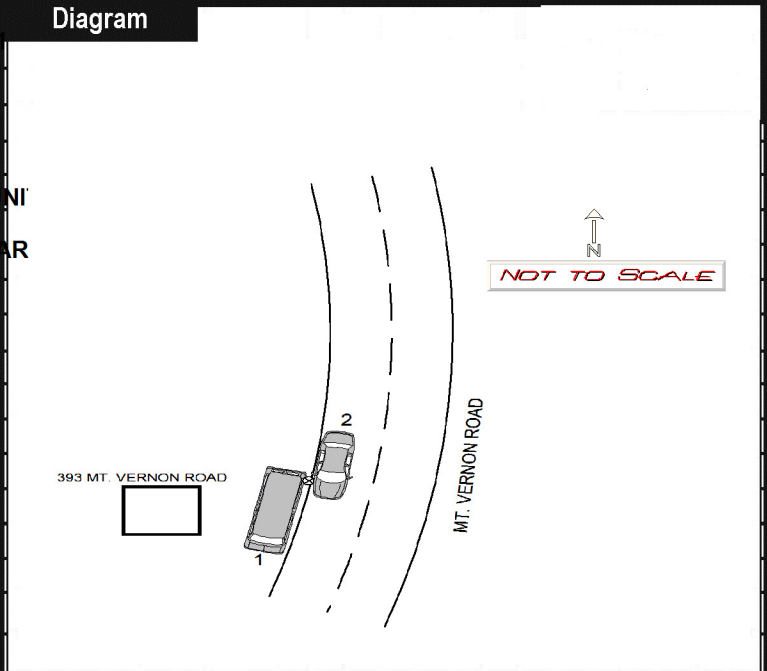 Diagram
NI
AR
N
NOT TO SCALE
2
MT. VERNON ROAD
393 MT. VERNON ROAD
1